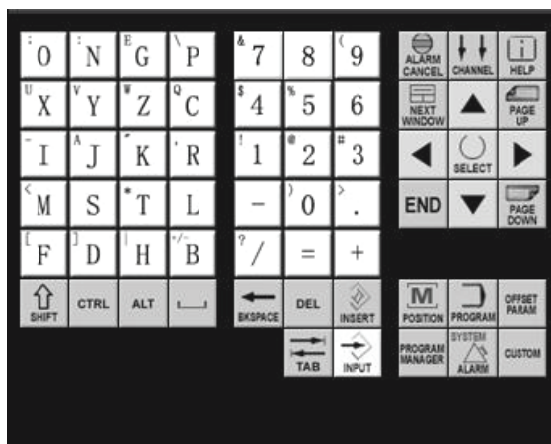 ; O : N E G \ P & 7 8 ( 9 ALARM CANCEL CHANNEL i HELP
U X V Y W Z Q C $ 4 % 5 6 NEXT WINDOW PAGE UP
I A J " K ' R ! 1 @ 2 # 3 SELECT
< M S * T L - ) 0 > . END PAGE DOWN
[ F ] D | H +/- B ? / = +
SHIFT CTRL ALT BKSPACE DEL INSERT M POSITION PROGRAM OFFSET PARAM
TAB INPUT PROGRAM MANAGER SYSTEM ALARM CUSTOM